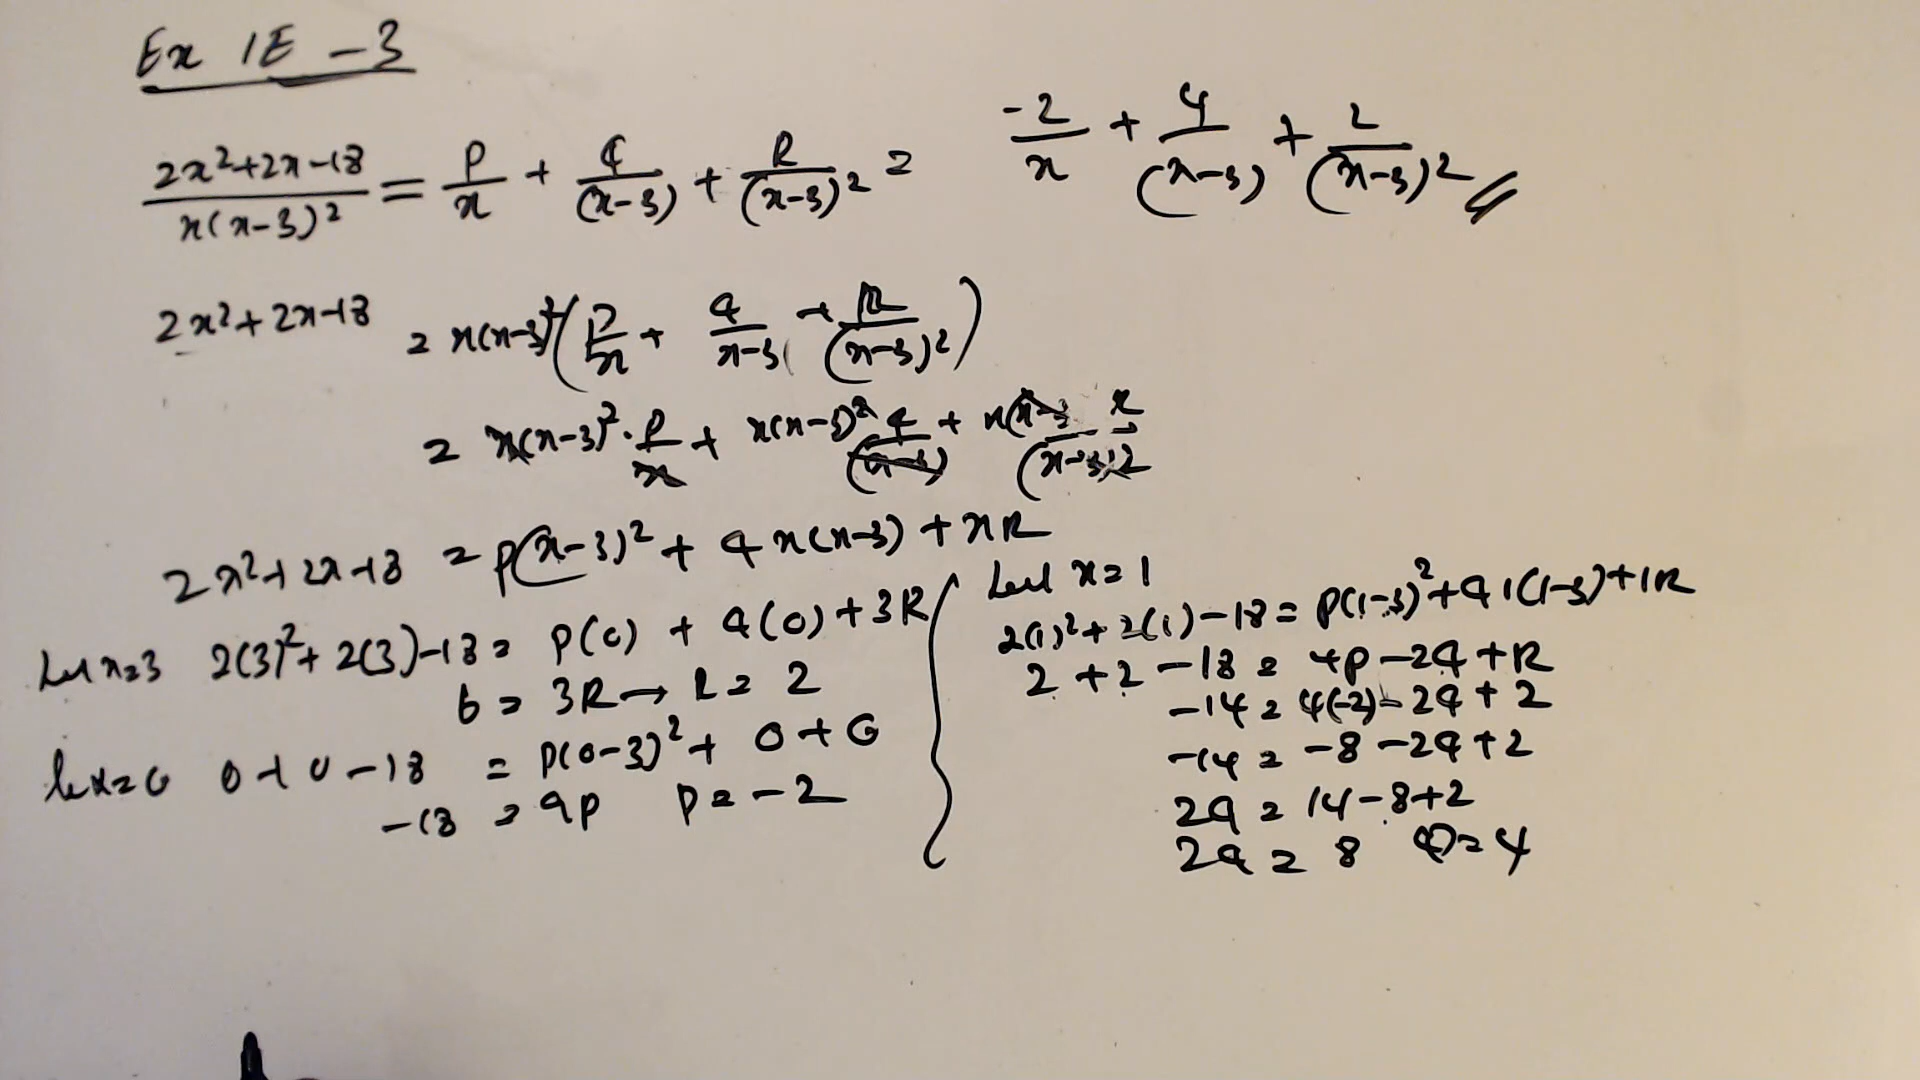 Ex 1E - 3
2x²+2x-18 / x(x-3)² = P/x + Q/(x-3) + R/(x-3)² = -2/x + 4/(x-3) + 2/(x-3)²
2x²+2x-18 = x(x-3)²(P/x + Q/x-3 + R/(x-3)²)
= x(x-3)².P/x + x(x-3)² Q/(x-3) + x(x-3 R/(x-3)2
2x²+2x-18 = P(x-3)² + Q x(x-3) + xR
Let x=3 2(3)²+2(3)-18 = P(0) + Q(0) + 3R
6 = 3R → R = 2
let x=0 0+0-18 = P(0-3)² + 0+0
-18 = 9P P = -2
Let x=1
2(1)²+2(1)-18 = P(1-3)²+Q1(1-3)+1R
2+2-18 = 4P-2Q+R
-14 = 4(-2)-2Q+2
-14 = -8-2Q+2
2Q = 14-8+2
2Q = 8 Q=4